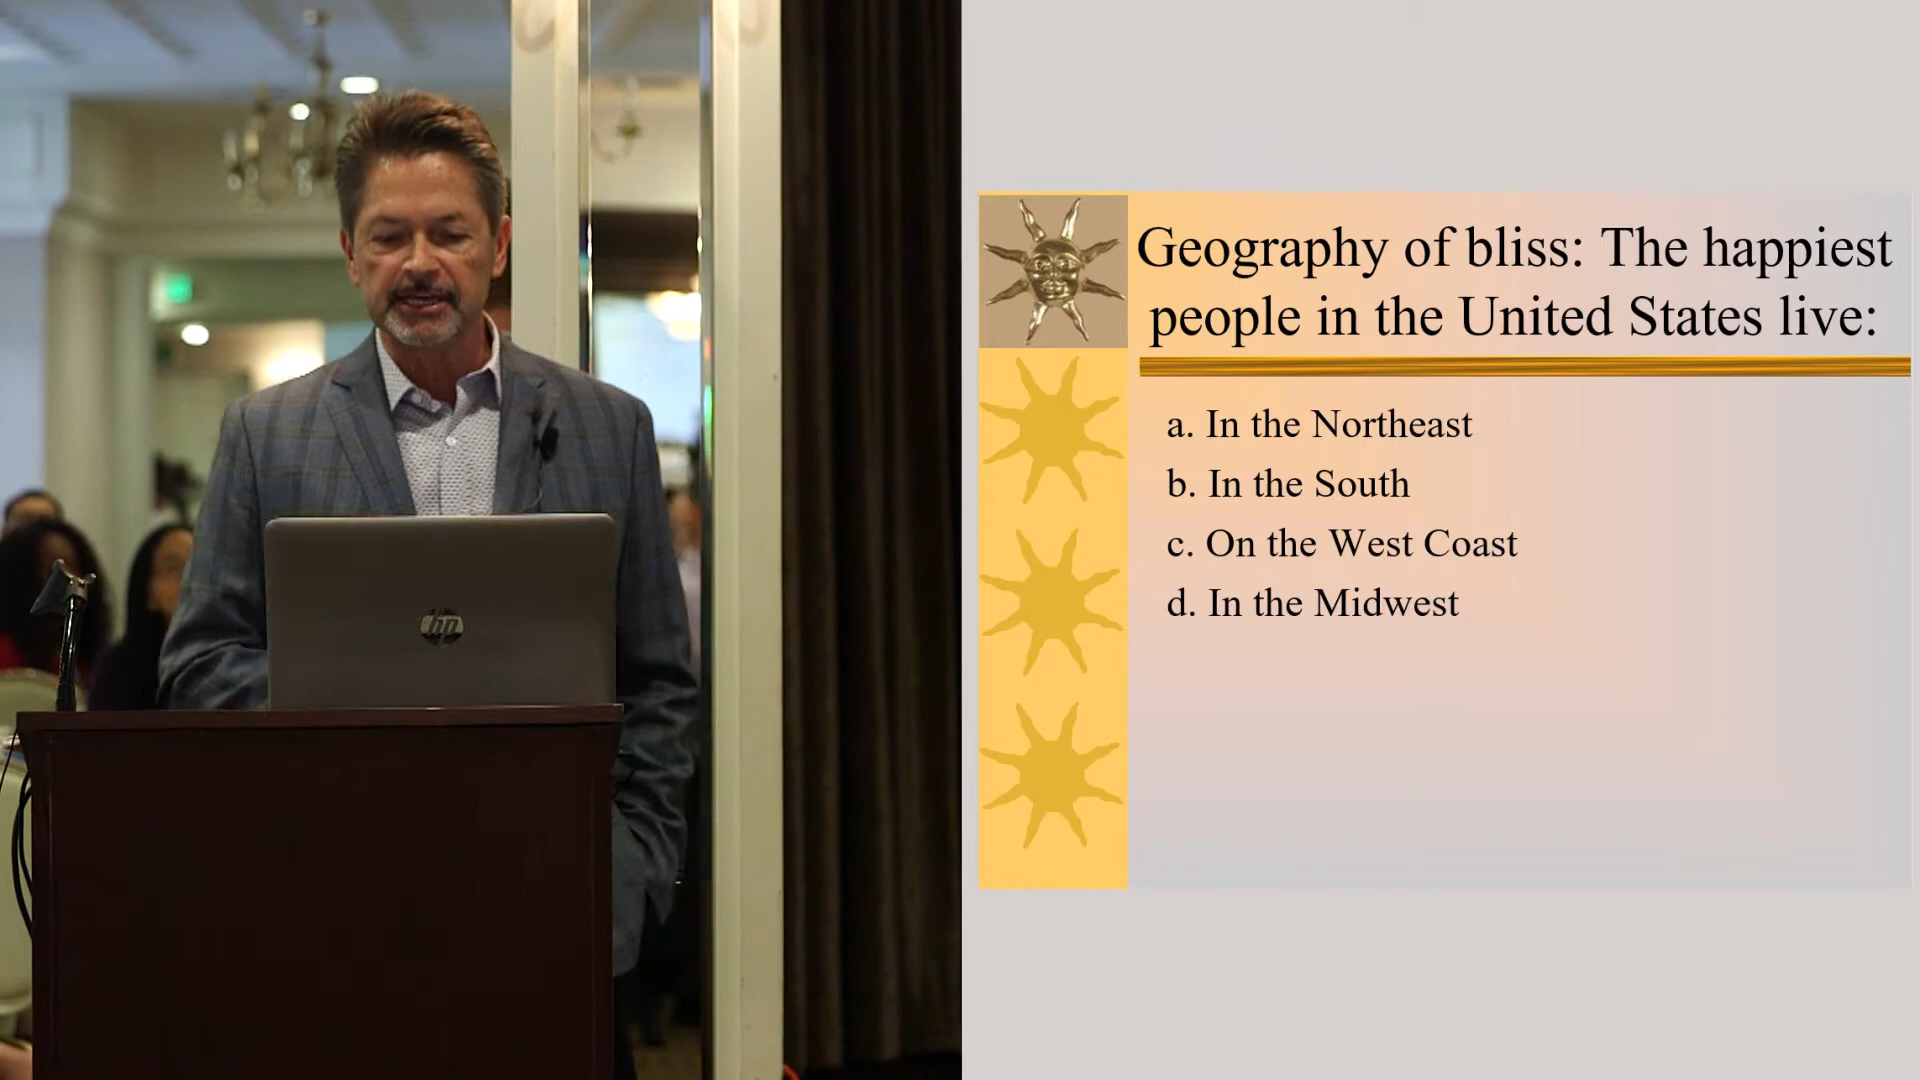 Geography of bliss: The happiest
people in the United States live:
a. In the Northeast
b. In the South
c. On the West Coast
d. In the Midwest
hp